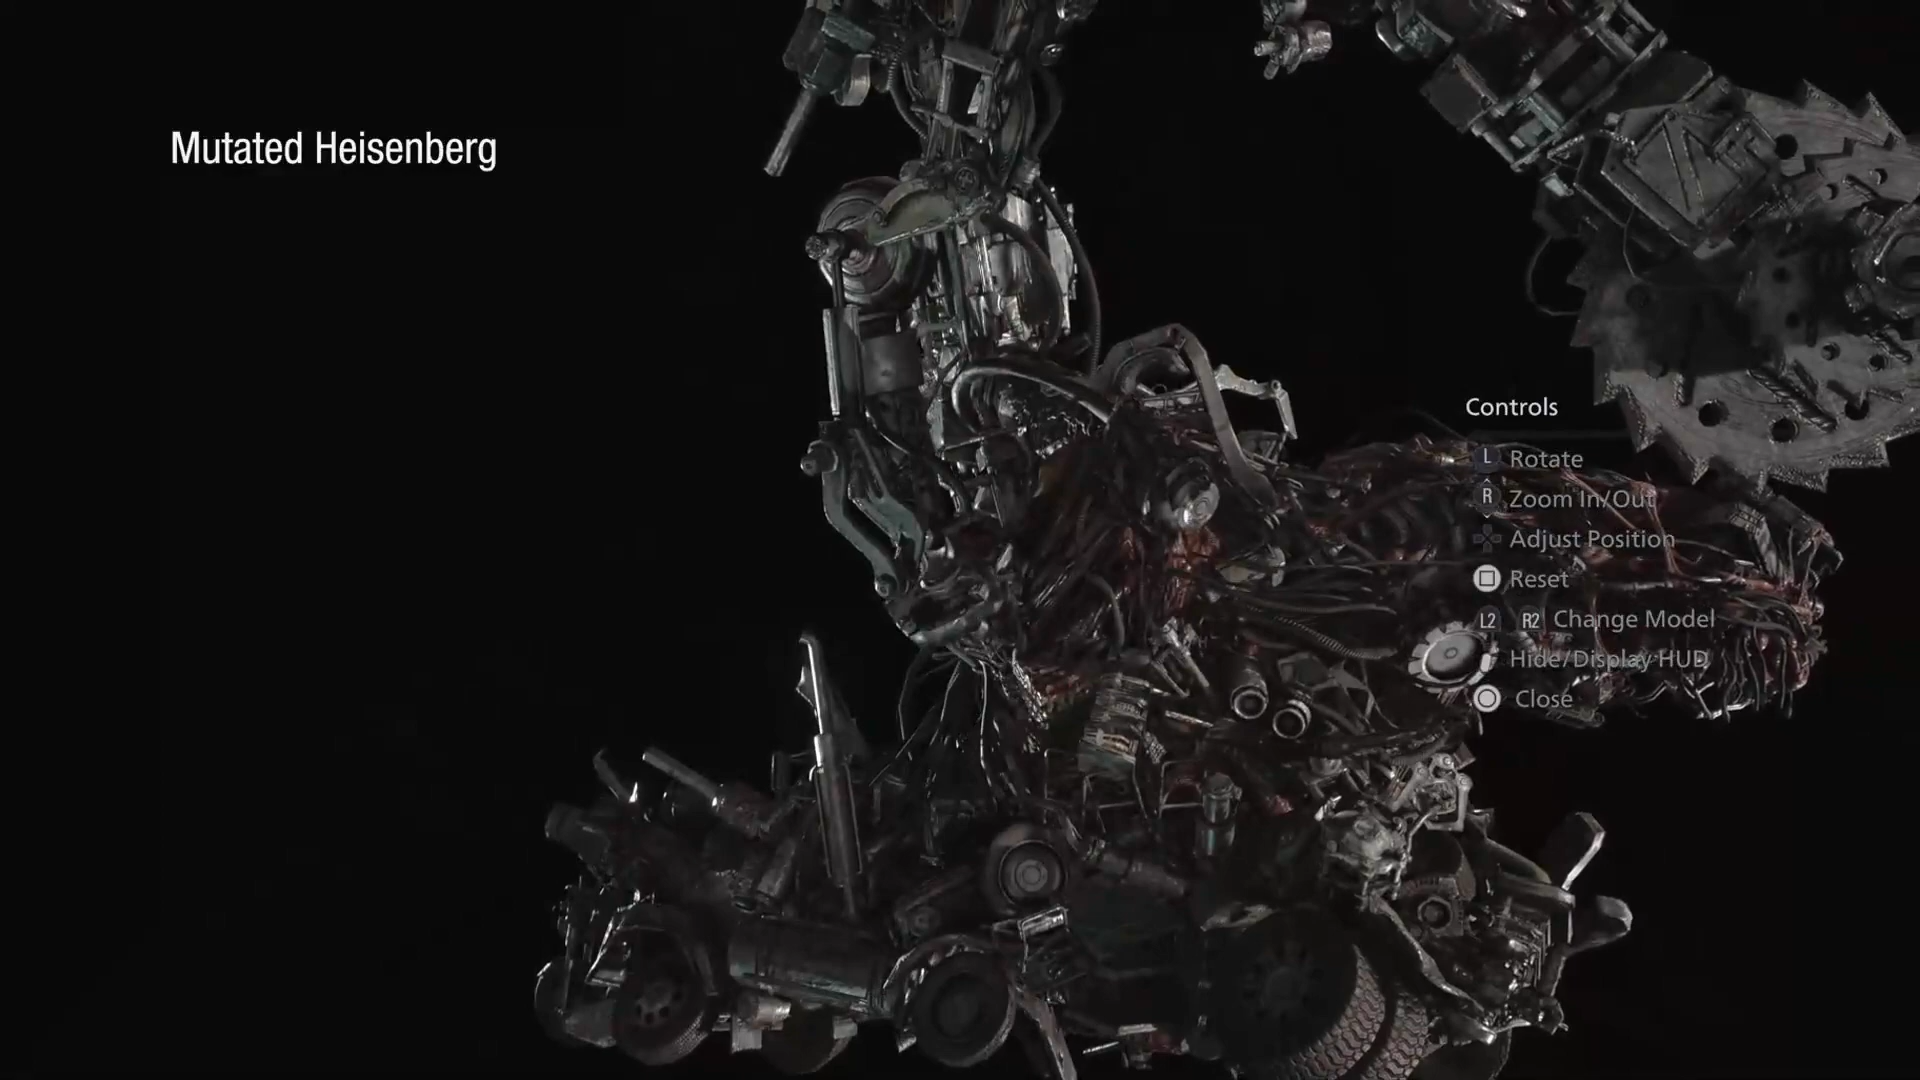 Mutated Heisenberg
Controls
L Rotate
R Zoom In/Out
Adjust Position
Reset
L2 R2 Change Model
Hide/Display HUD
Close